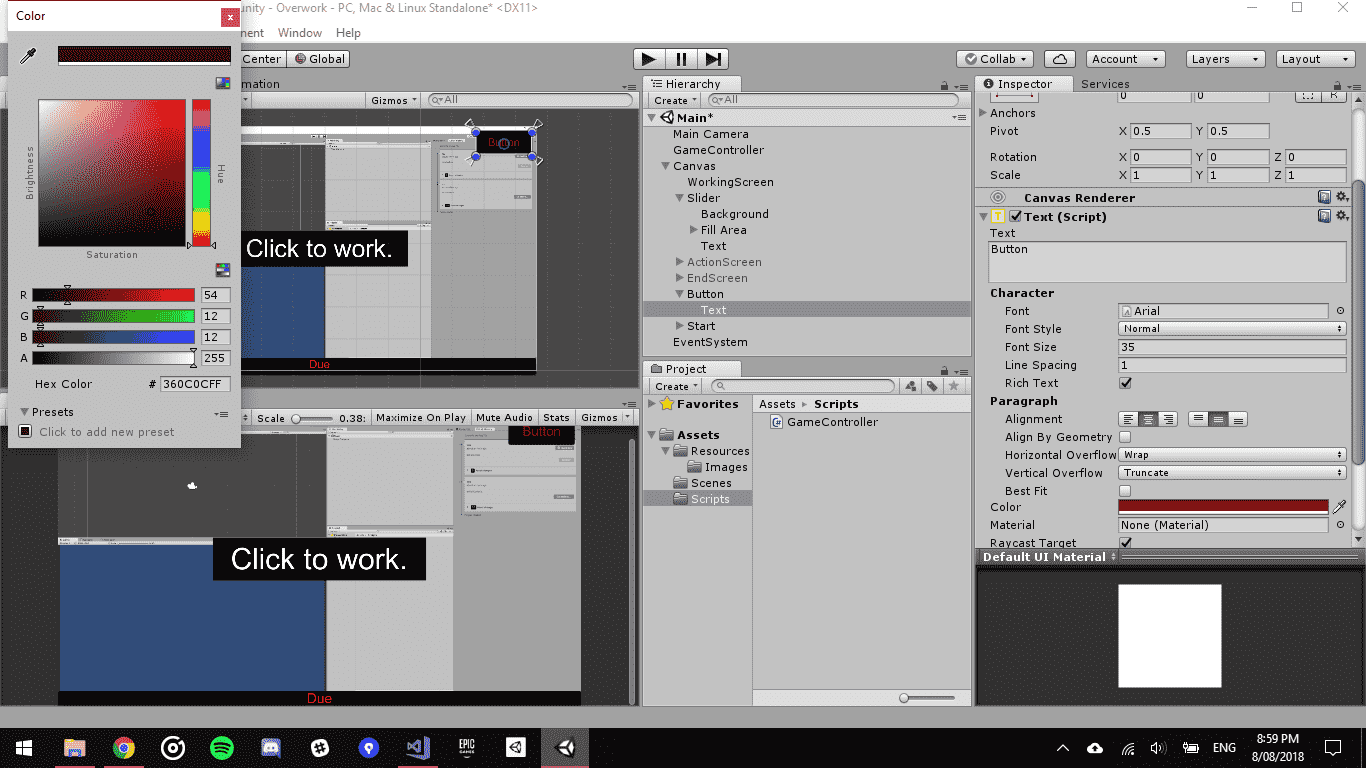 Color
x
unity - Overwork - PC, Mac & Linux Standalone* <DX11>
Window Help
Center Global
Collab Account Layers Layout
Gizmos All
Brightness
Hue
Saturation
R 54
G 12
B 12
A 255
Hex Color # 360C0CFF
Presets
Click to add new preset
Button
Click to work.
Due
Scale 0.38: Maximize On Play Mute Audio Stats Gizmos
Button
Click to work.
Due
Hierarchy
Create All
Main*
Main Camera
GameController
Canvas
WorkingScreen
Slider
Background
Fill Area
Text
ActionScreen
EndScreen
Button
Text
Start
EventSystem
Project
Create
Favorites
Assets
Resources
Images
Scenes
Scripts
Assets Scripts
GameController
Inspector Services
0 0 R
Anchors
Pivot X 0.5 Y 0.5
Rotation X 0 Y 0 Z 0
Scale X 1 Y 1 Z 1
Canvas Renderer
Text (Script)
Text
Button
Character
Font Arial
Font Style Normal
Font Size 35
Line Spacing 1
Rich Text
Paragraph
Alignment
Align By Geometry
Horizontal Overflow Wrap
Vertical Overflow Truncate
Best Fit
Color
Material None (Material)
Raycast Target
Default UI Material
EPIC GAMES
ENG
8:59 PM
8/08/2018